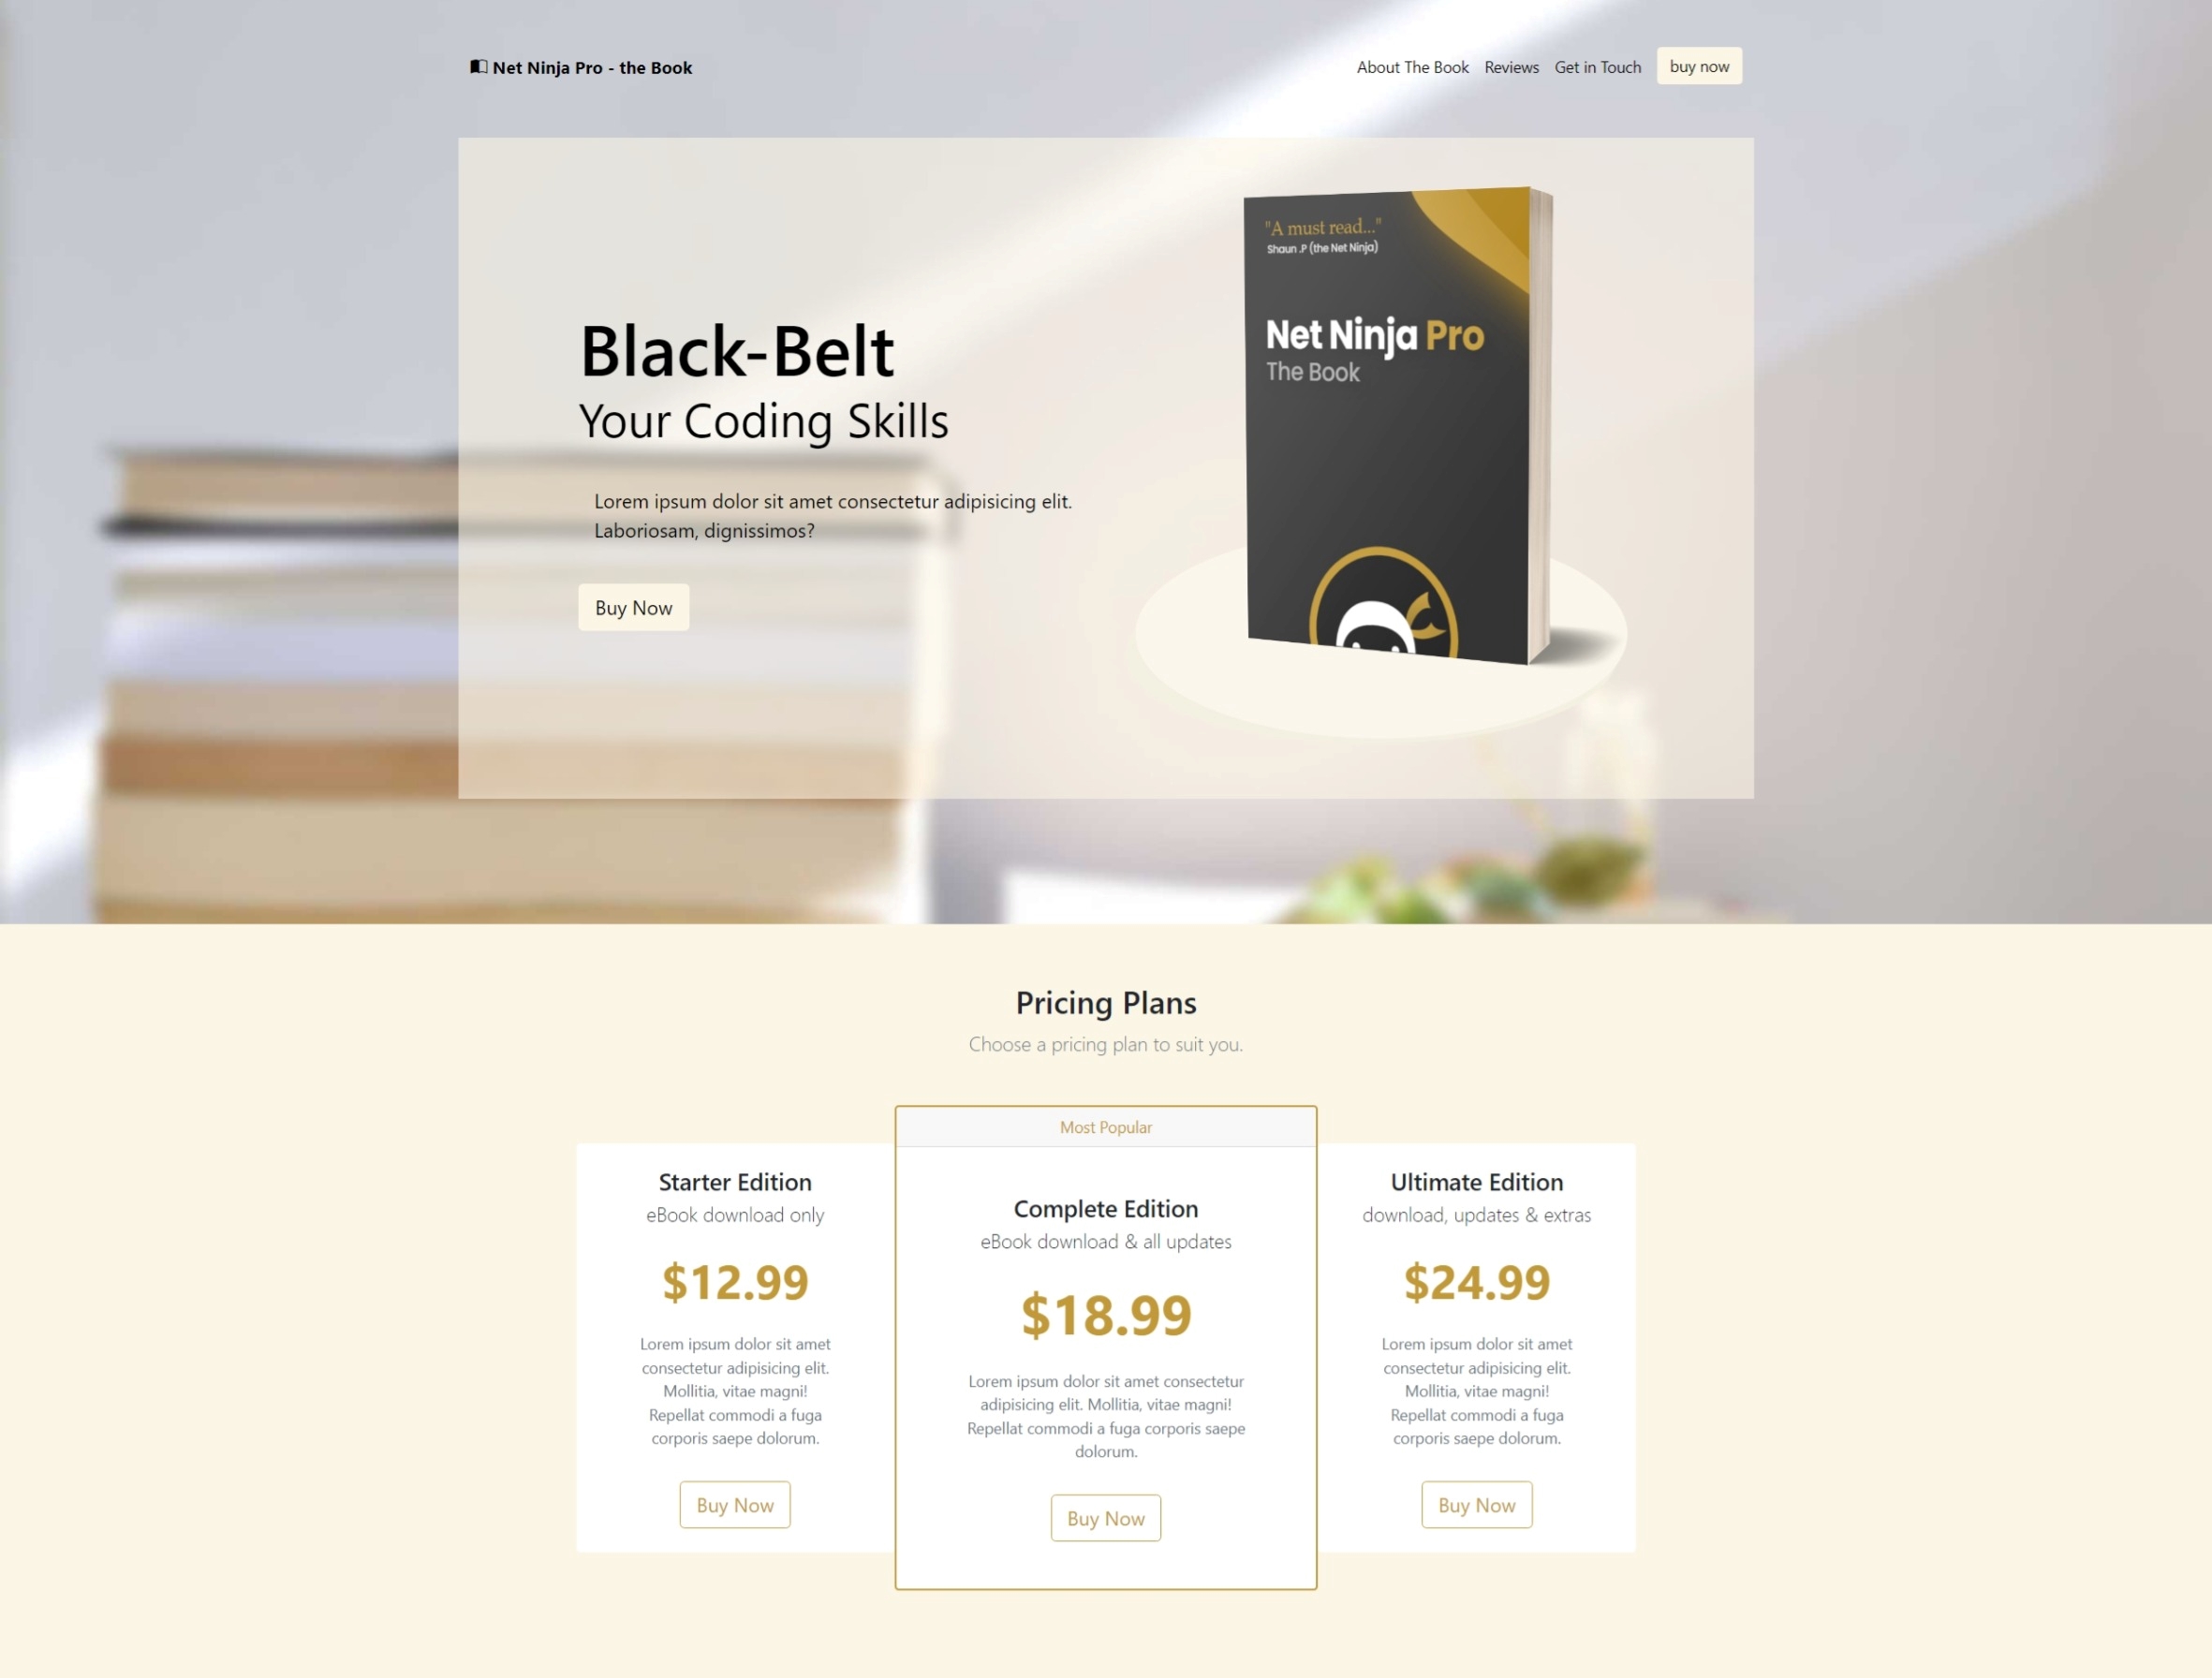 Net Ninja Pro - the Book
About The Book Reviews Get in Touch buy now
"A must read..."
Shaun .P (the Net Ninja)
Net Ninja Pro
The Book
Black-Belt
Your Coding Skills
Lorem ipsum dolor sit amet consectetur adipisicing elit.
Laboriosam, dignissimos?
Buy Now
Pricing Plans
Choose a pricing plan to suit you.
Starter Edition
eBook download only
$12.99
Lorem ipsum dolor sit amet
consectetur adipisicing elit.
Mollitia, vitae magni!
Repellat commodi a fuga
corporis saepe dolorum.
Buy Now
Most Popular
Complete Edition
eBook download & all updates
$18.99
Lorem ipsum dolor sit amet consectetur
adipisicing elit. Mollitia, vitae magni!
Repellat commodi a fuga corporis saepe
dolorum.
Buy Now
Ultimate Edition
download, updates & extras
$24.99
Lorem ipsum dolor sit amet
consectetur adipisicing elit.
Mollitia, vitae magni!
Repellat commodi a fuga
corporis saepe dolorum.
Buy Now